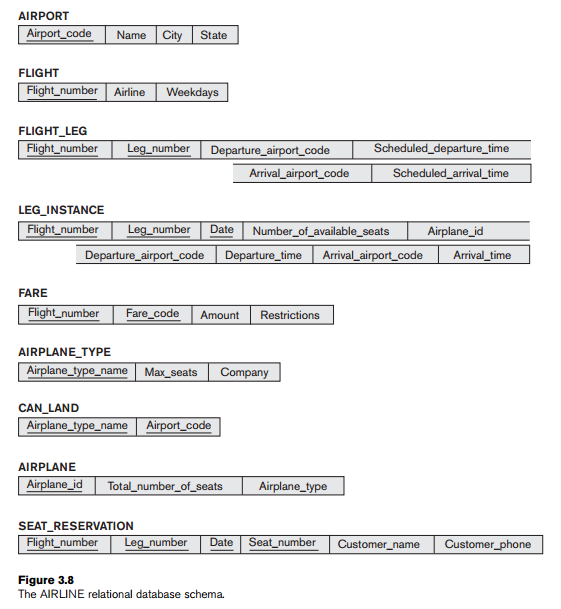 AIRPORT
Airport_code Name City State
FLIGHT
Flight_number Airline Weekdays
FLIGHT_LEG
Flight_number Leg_number Departure_airport_code Scheduled_departure_time
Arrival_airport_code Scheduled_arrival_time
LEG_INSTANCE
Flight_number Leg_number Date Number_of_available_seats Airplane_id
Departure_airport_code Departure_time Arrival_airport_code Arrival_time
FARE
Flight_number Fare_code Amount Restrictions
AIRPLANE_TYPE
Airplane_type_name Max_seats Company
CAN_LAND
Airplane_type_name Airport_code
AIRPLANE
Airplane_id Total_number_of_seats Airplane_type
SEAT_RESERVATION
Flight_number Leg_number Date Seat_number Customer_name Customer_phone
Figure 3.8
The AIRLINE relational database schema.